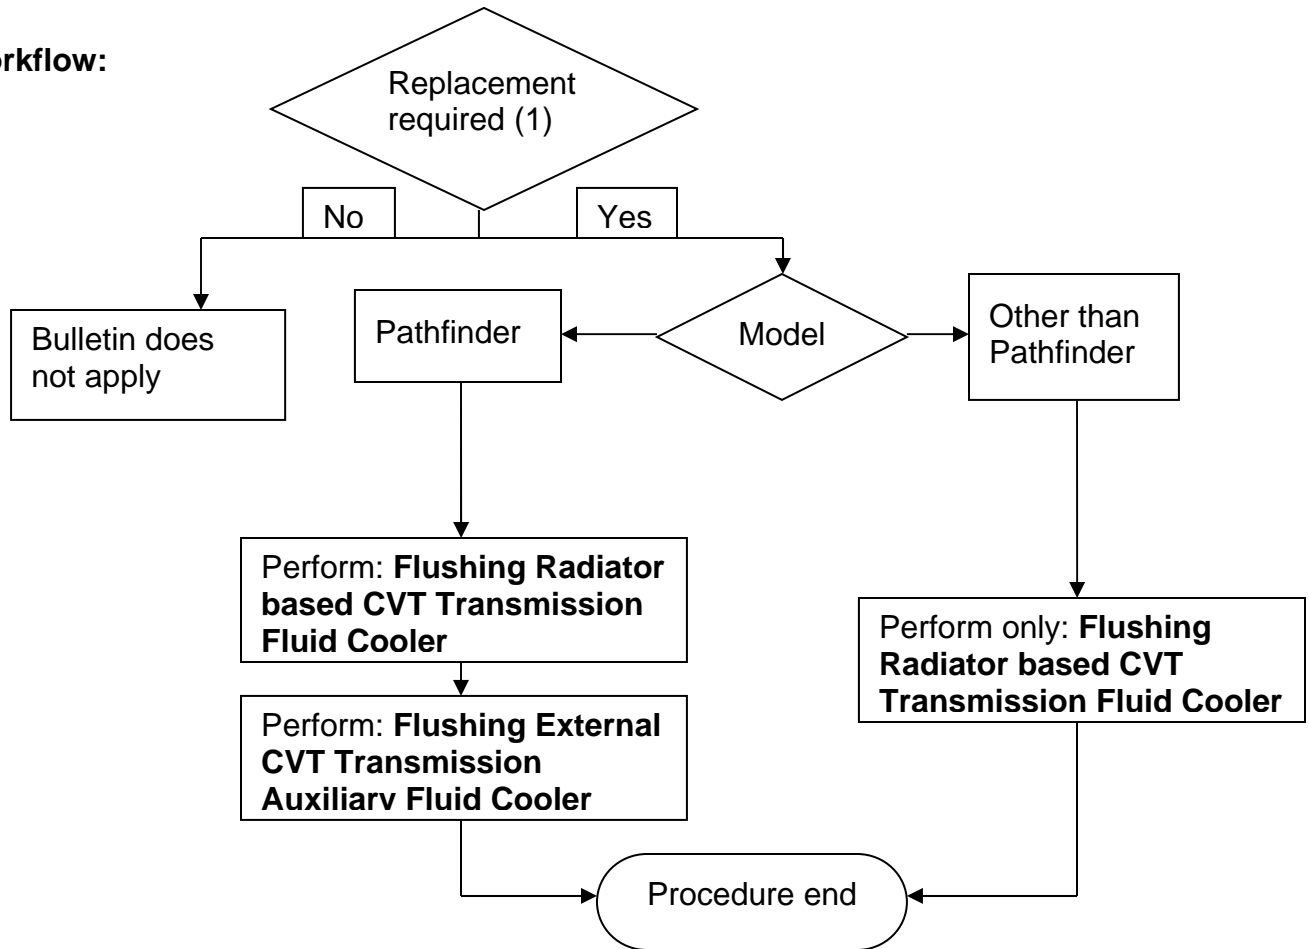 orkflow:
Replacement
required (1)
No
Yes
Bulletin does
not apply
Pathfinder
Model
Other than
Pathfinder
Perform: Flushing Radiator
based CVT Transmission
Fluid Cooler
Perform: Flushing External
CVT Transmission
Auxiliary Fluid Cooler
Perform only: Flushing
Radiator based CVT
Transmission Fluid Cooler
Procedure end